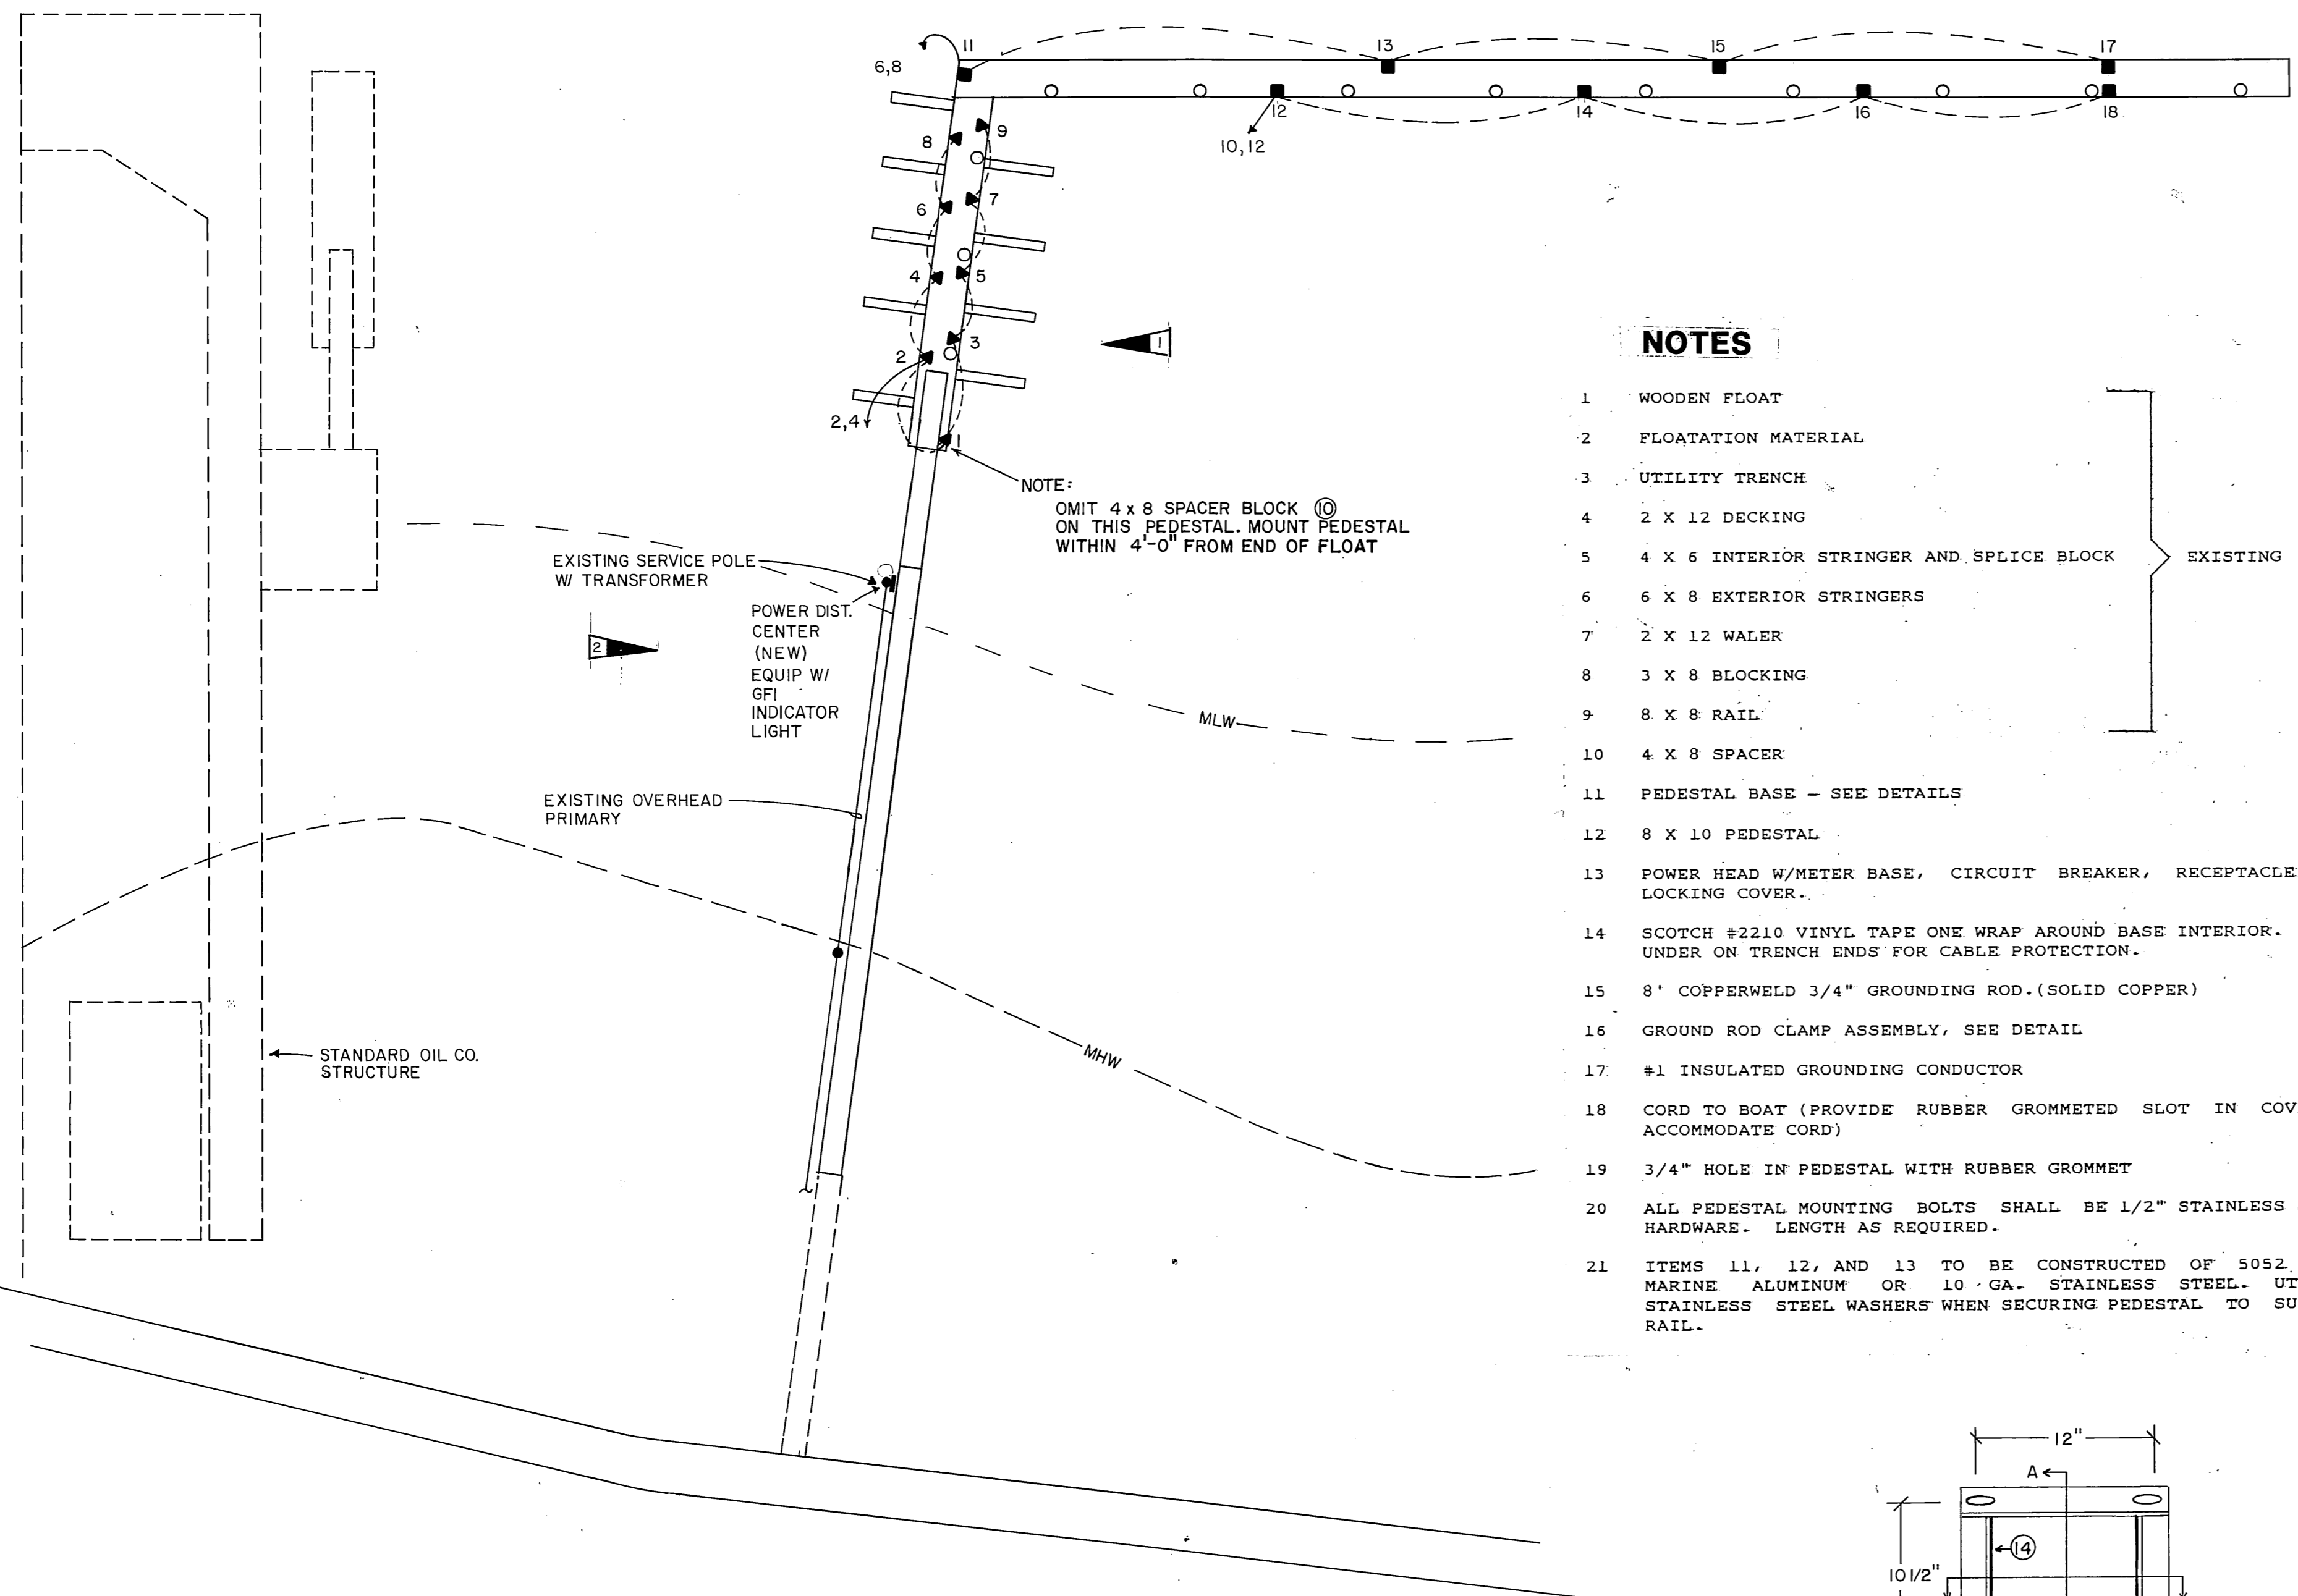 11
13
15
17
6,8
12
14
16
18
10,12
9
8
7
6
5
4
3
2
1
2,4
1
NOTE:
OMIT 4 x 8 SPACER BLOCK 10
ON THIS PEDESTAL. MOUNT PEDESTAL
WITHIN 4'-0" FROM END OF FLOAT
EXISTING SERVICE POLE
W/ TRANSFORMER
POWER DIST.
CENTER
(NEW)
EQUIP W/
GFI
INDICATOR
LIGHT
2
MLW
EXISTING OVERHEAD
PRIMARY
MHW
STANDARD OIL CO.
STRUCTURE
NOTES
1 WOODEN FLOAT
2 FLOATATION MATERIAL
3 UTILITY TRENCH
4 2 X 12 DECKING
5 4 X 6 INTERIOR STRINGER AND SPLICE BLOCK
EXISTING
6 6 X 8 EXTERIOR STRINGERS
7 2 X 12 WALER
8 3 X 8 BLOCKING
9 8 X 8 RAIL
10 4 X 8 SPACER
11 PEDESTAL BASE — SEE DETAILS
12 8 X 10 PEDESTAL
13 POWER HEAD W/METER BASE, CIRCUIT BREAKER, RECEPTACLE
LOCKING COVER.
14 SCOTCH #2210 VINYL TAPE ONE WRAP AROUND BASE INTERIOR.
UNDER ON TRENCH ENDS FOR CABLE PROTECTION.
15 8' COPPERWELD 3/4" GROUNDING ROD.(SOLID COPPER)
16 GROUND ROD CLAMP ASSEMBLY, SEE DETAIL
17 #1 INSULATED GROUNDING CONDUCTOR
18 CORD TO BOAT (PROVIDE RUBBER GROMMETED SLOT IN COV
ACCOMMODATE CORD)
19 3/4" HOLE IN PEDESTAL WITH RUBBER GROMMET
20 ALL PEDESTAL MOUNTING BOLTS SHALL BE 1/2" STAINLESS
HARDWARE. LENGTH AS REQUIRED.
21 ITEMS 11, 12, AND 13 TO BE CONSTRUCTED OF 5052
MARINE ALUMINUM OR 10 GA. STAINLESS STEEL. UT
STAINLESS STEEL WASHERS WHEN SECURING PEDESTAL TO SU
RAIL.
12"
A
14
10 1/2"